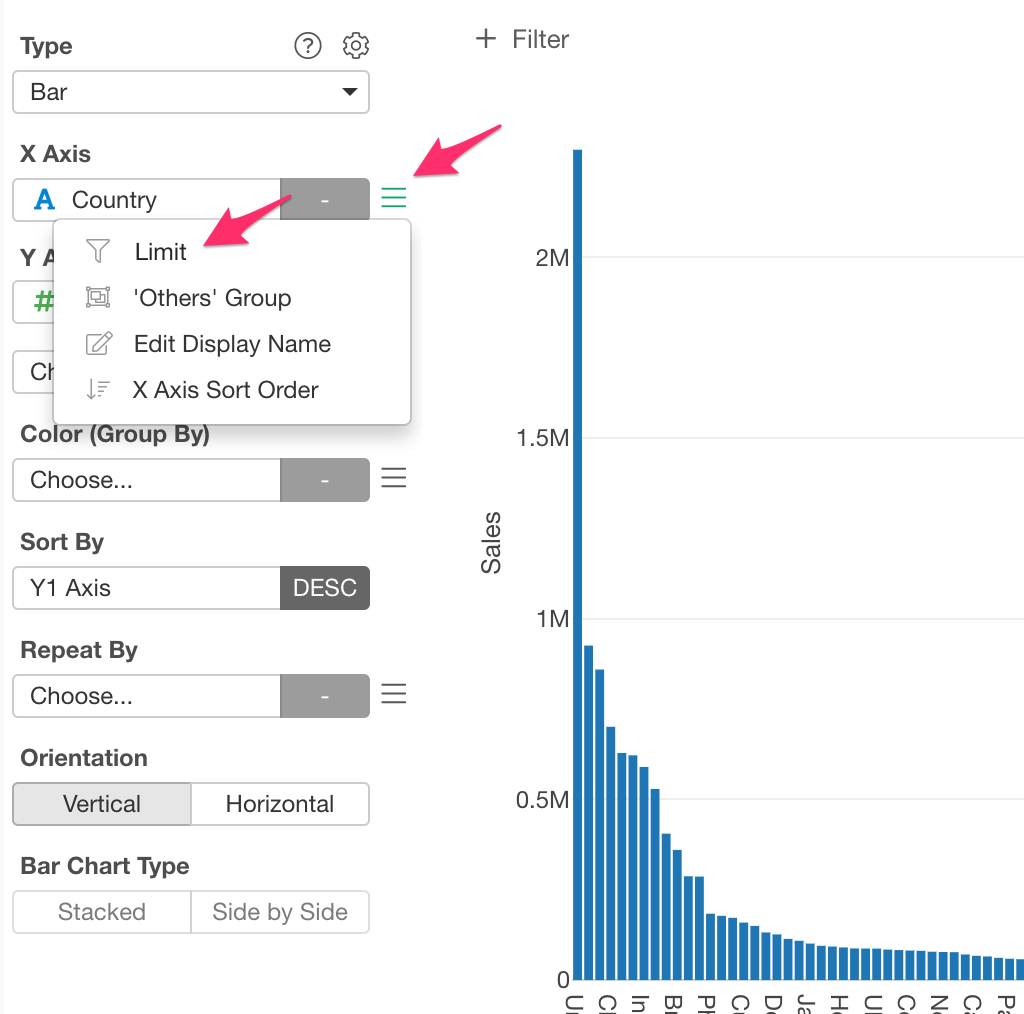 Type
?
Bar
X Axis
A Country -
Limit
'Others' Group
Edit Display Name
X Axis Sort Order
Y A
#
Ch
Color (Group By)
Choose... -
Sort By
Y1 Axis DESC
Repeat By
Choose... -
Orientation
Vertical Horizontal
Bar Chart Type
Stacked Side by Side
+ Filter
2M
1.5M
1M
0.5M
0
Sales